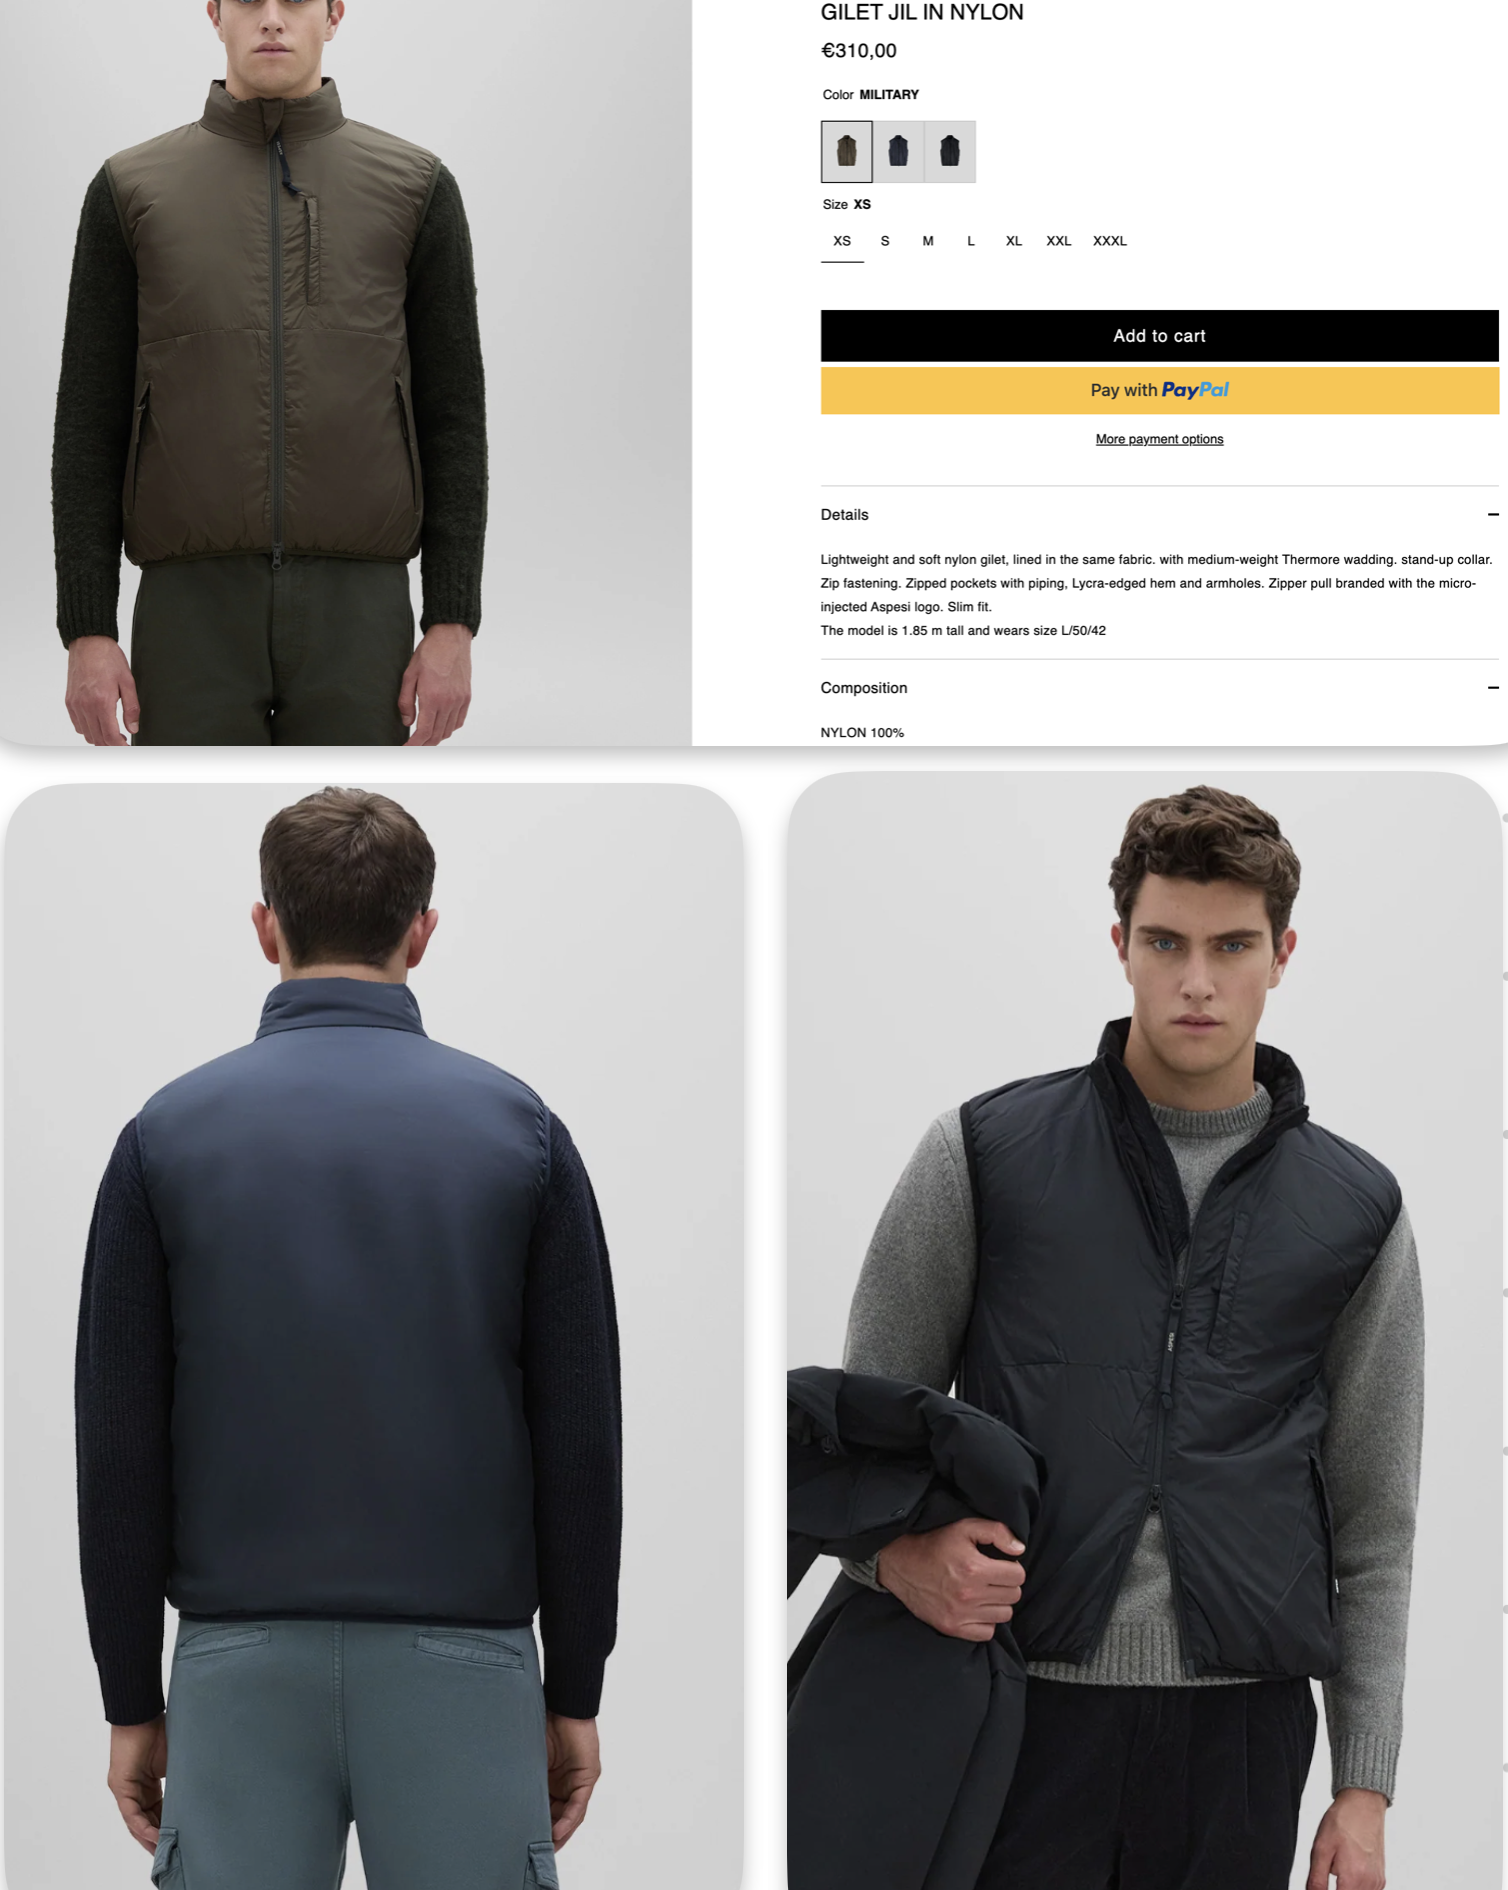 GILET JIL IN NYLON
€310,00
Color MILITARY
Size XS
XS S M L XL XXL XXXL
Add to cart
Pay with PayPal
More payment options
Details
Lightweight and soft nylon gilet, lined in the same fabric. with medium-weight Thermore wadding. stand-up collar.
Zip fastening. Zipped pockets with piping, Lycra-edged hem and armholes. Zipper pull branded with the micro-
injected Aspesi logo. Slim fit.
The model is 1.85 m tall and wears size L/50/42
Composition
NYLON 100%
ASPESI